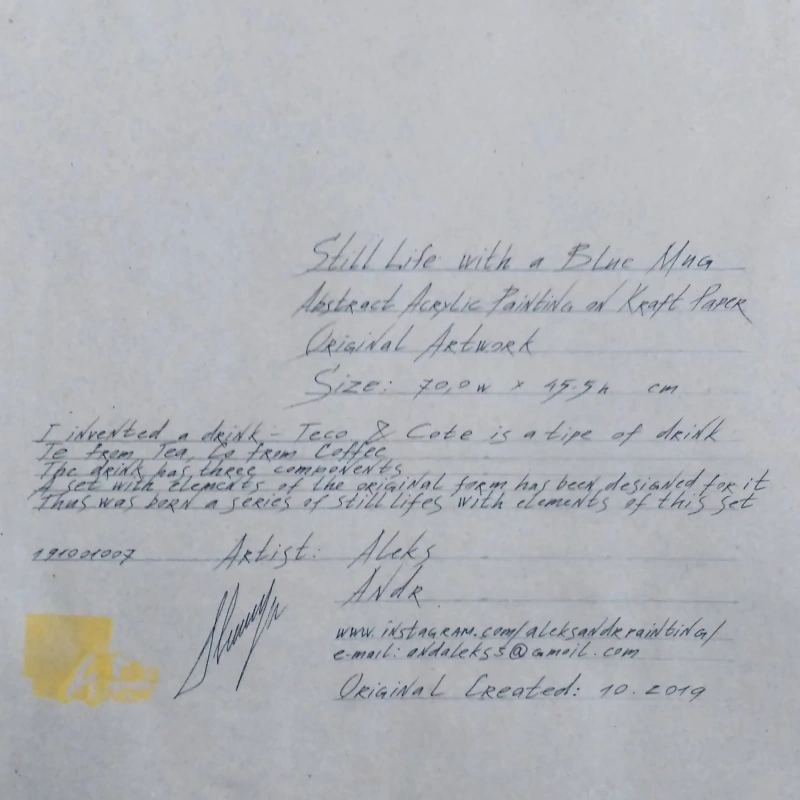 Still Life with a Blue Mug
Abstract Acrylic Painting on Kraft Paper
Original Artwork
Size: 70,0w x 45.5h cm
I invented a drink - Teco & Cote is a tipe of drink
Te from Tea, Co from Coffee
The drink has three components
A set with elements of the original form has been designed for it
Thus was born a series of still lifes with elements of this set
191001007 Artist: Aleks
Andr
www.instagram.com/aleksandrpainting/
e-mail: andaleks5@gmail.com
Original Created: 10.2019